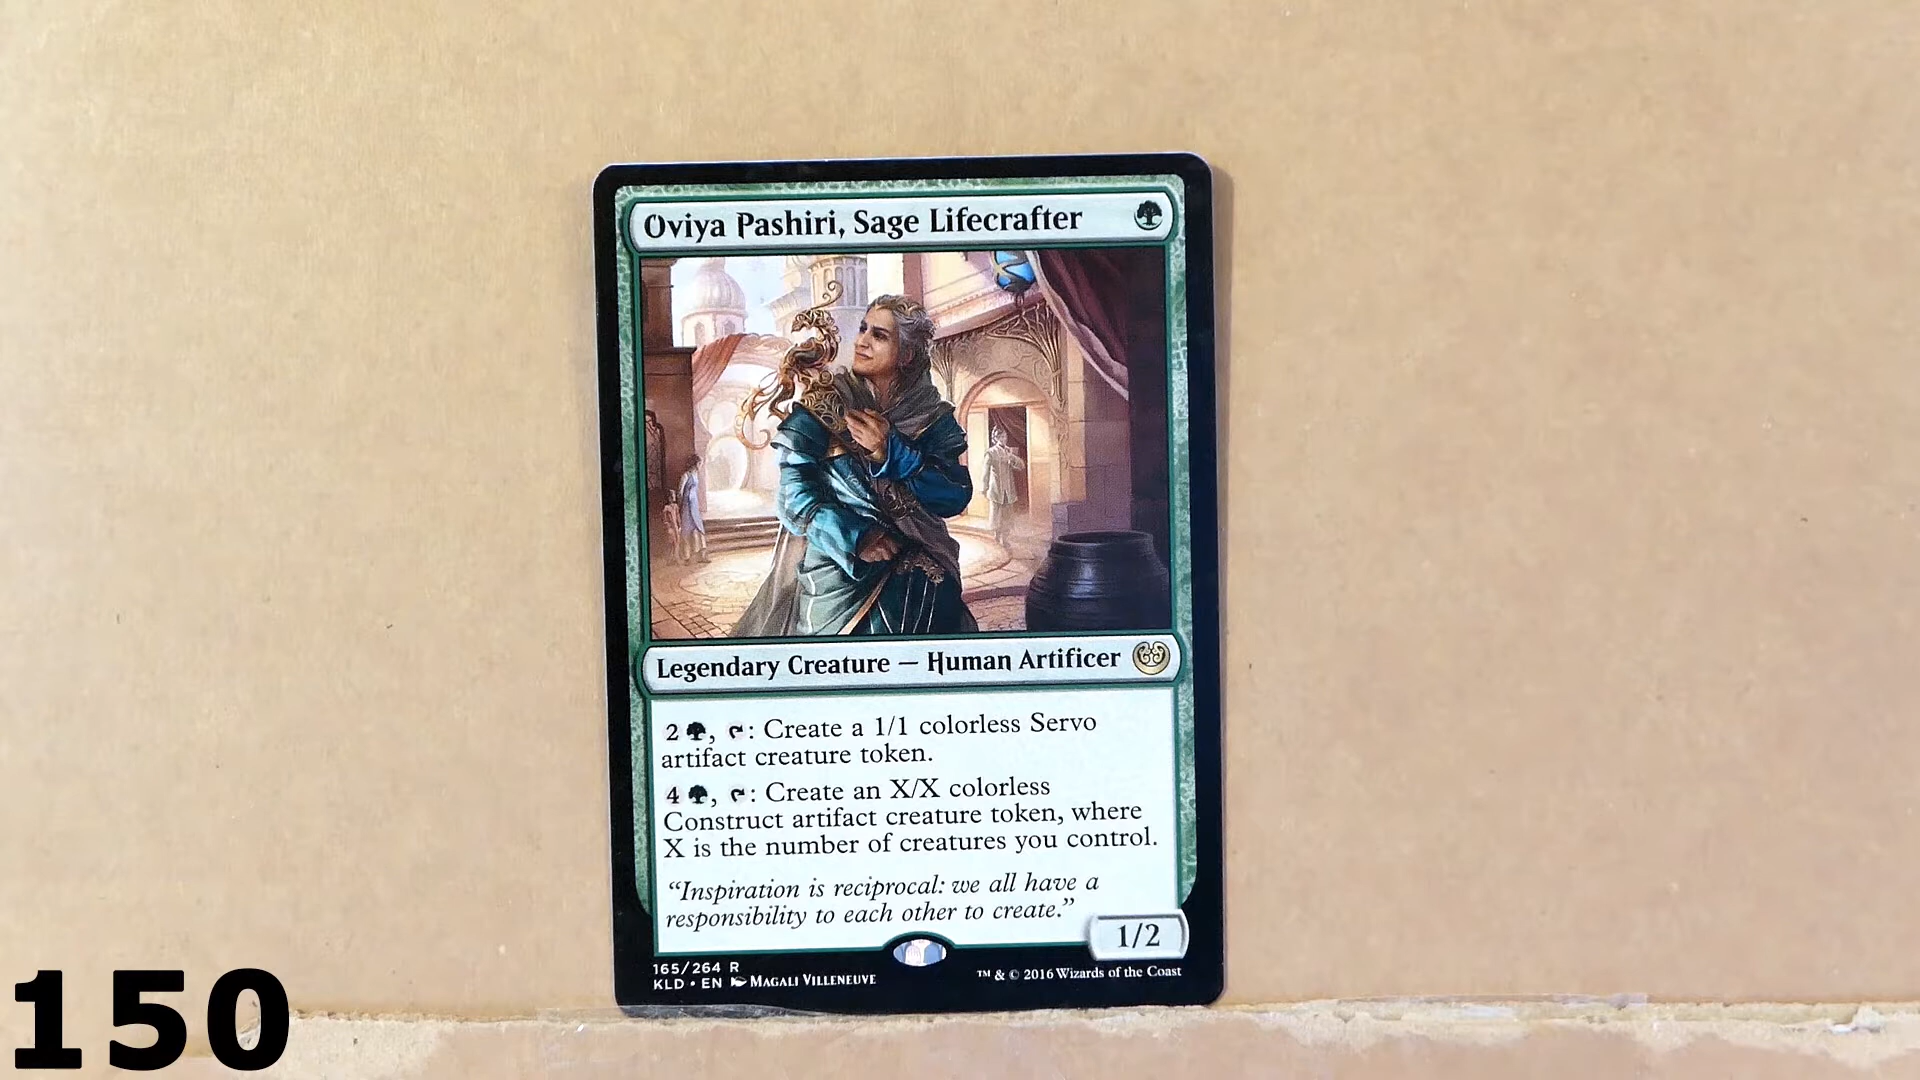 Oviya Pashiri, Sage Lifecrafter
Legendary Creature — Human Artificer
2, : Create a 1/1 colorless Servo
artifact creature token.
4, : Create an X/X colorless
Construct artifact creature token, where
X is the number of creatures you control.
“Inspiration is reciprocal: we all have a
responsibility to each other to create.”
1/2
165/264 R
KLD • EN Magali Villeneuve
™ & © 2016 Wizards of the Coast
150